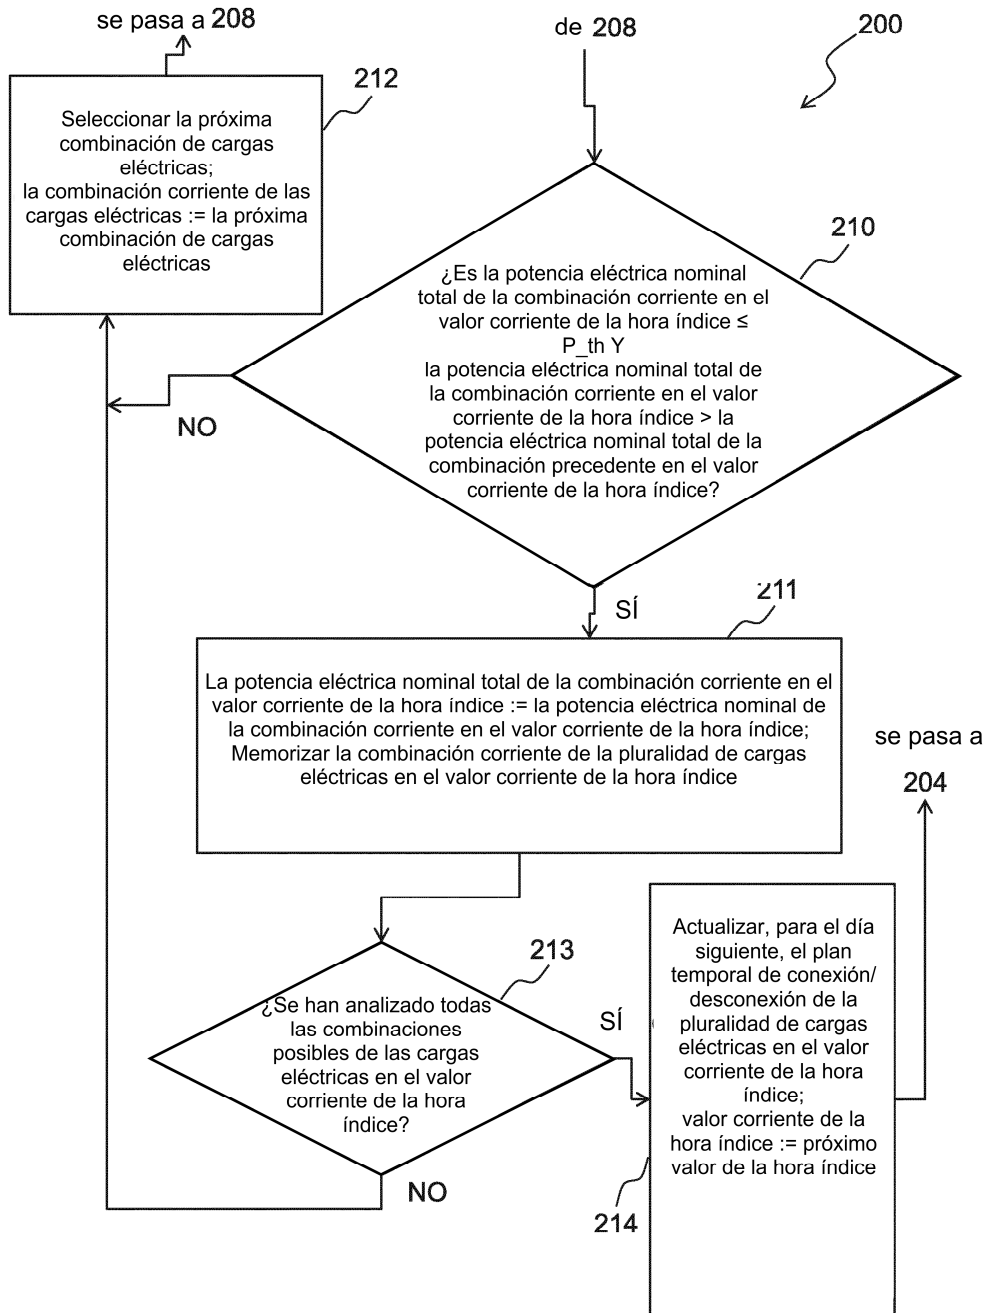 se pasa a 208
de 208
200
212
Seleccionar la próxima
combinación de cargas
eléctricas;
la combinación corriente de las
cargas eléctricas := la próxima
combinación de cargas
eléctricas
210
¿Es la potencia eléctrica nominal
total de la combinación corriente en el
valor corriente de la hora índice ≤
P_th Y
la potencia eléctrica nominal total de
la combinación corriente en el valor
corriente de la hora índice > la
potencia eléctrica nominal total de la
combinación precedente en el valor
corriente de la hora índice?
NO
SÍ
211
La potencia eléctrica nominal total de la combinación corriente en el
valor corriente de la hora índice := la potencia eléctrica nominal de
la combinación corriente en el valor corriente de la hora índice;
Memorizar la combinación corriente de la pluralidad de cargas
eléctricas en el valor corriente de la hora índice
se pasa a
204
213
¿Se han analizado todas
las combinaciones
posibles de las cargas
eléctricas en el valor
corriente de la hora
índice?
SÍ
NO
Actualizar, para el día
siguiente, el plan
temporal de conexión/
desconexión de la
pluralidad de cargas
eléctricas en el valor
corriente de la hora
índice;
valor corriente de la
hora índice := próximo
valor de la hora índice
214